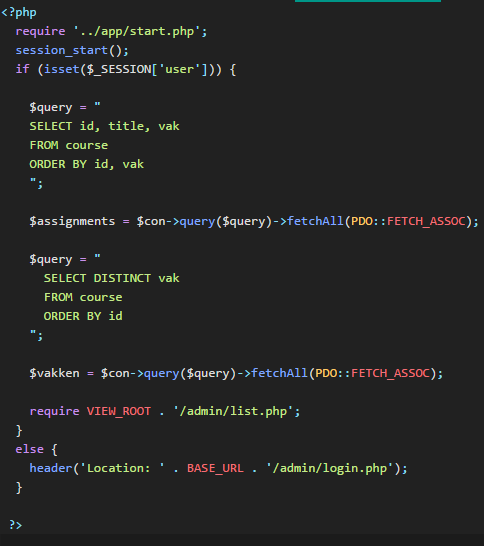 <?php
  require '../app/start.php';
  session_start();
  if (isset($_SESSION['user'])) {

    $query = "
    SELECT id, title, vak
    FROM course
    ORDER BY id, vak
    ";

    $assignments = $con->query($query)->fetchAll(PDO::FETCH_ASSOC);

    $query = "
      SELECT DISTINCT vak
      FROM course
      ORDER BY id
    ";

    $vakken = $con->query($query)->fetchAll(PDO::FETCH_ASSOC);

    require VIEW_ROOT . '/admin/list.php';
  }
  else {
    header('Location: ' . BASE_URL . '/admin/login.php');
  }

 ?>